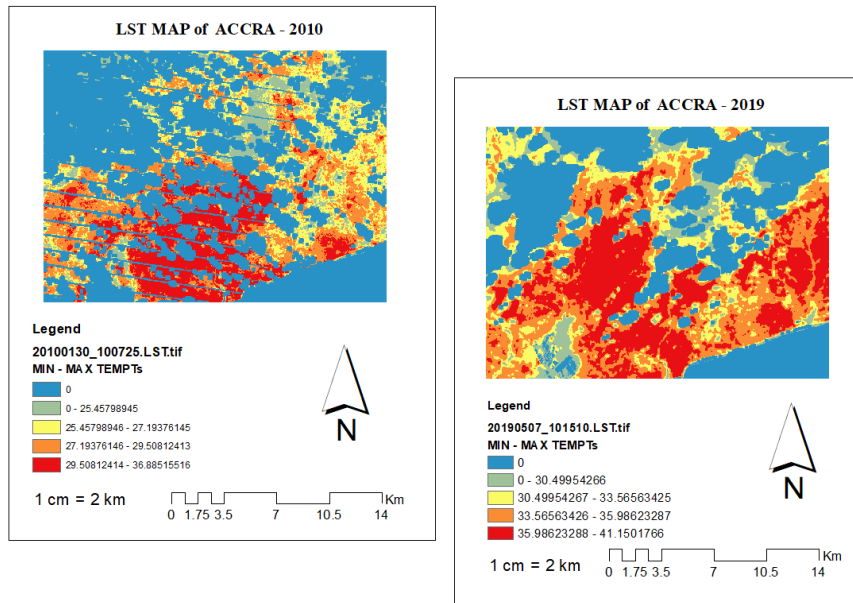 LST MAP of ACCRA - 2010
Legend
20100130_100725.LST.tif
MIN - MAX TEMPTs
0
0 - 25.45798945
25.45798946 - 27.19376145
27.19376146 - 29.50812413
29.50812414 - 36.88515516
N
1 cm = 2 km
Km
0 1.75 3.5 7 10.5 14
LST MAP of ACCRA - 2019
Legend
20190507_101510.LST.tif
MIN - MAX TEMPTs
0
0 - 30.49954266
30.49954267 - 33.56563425
33.56563426 - 35.98623287
35.98623288 - 41.1501766
N
Km
1 cm = 2 km
0 1.75 3.5 7 10.5 14